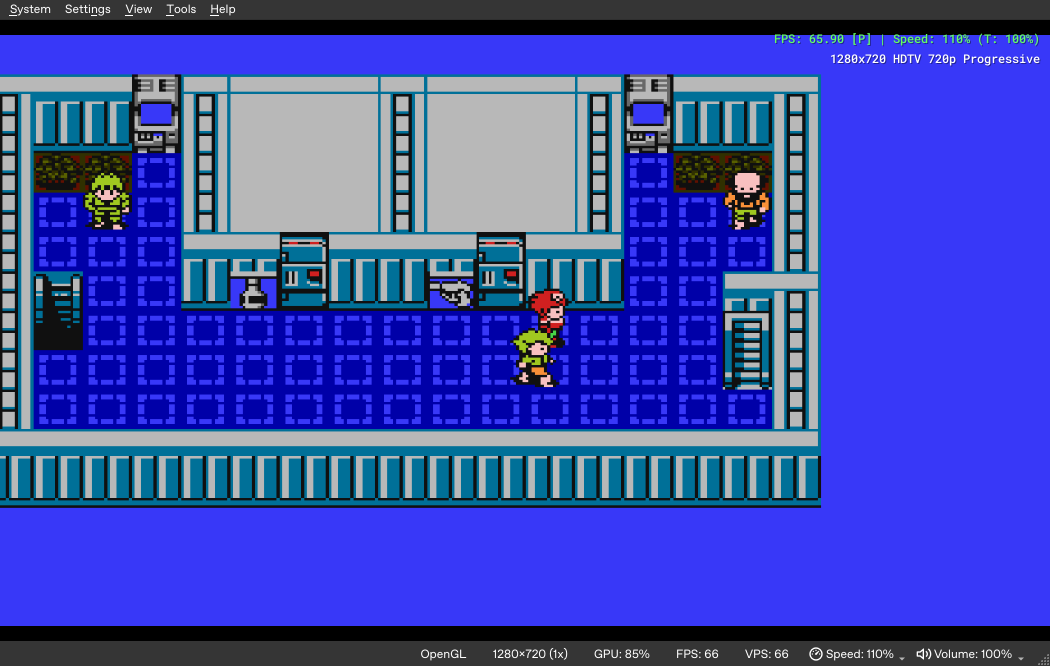 System Settings View Tools Help
FPS: 65.90 [P] | Speed: 110% (T: 100%)
1280x720 HDTV 720p Progressive
OpenGL 1280×720 (1x) GPU: 85% FPS: 66 VPS: 66 Speed: 110% Volume: 100%